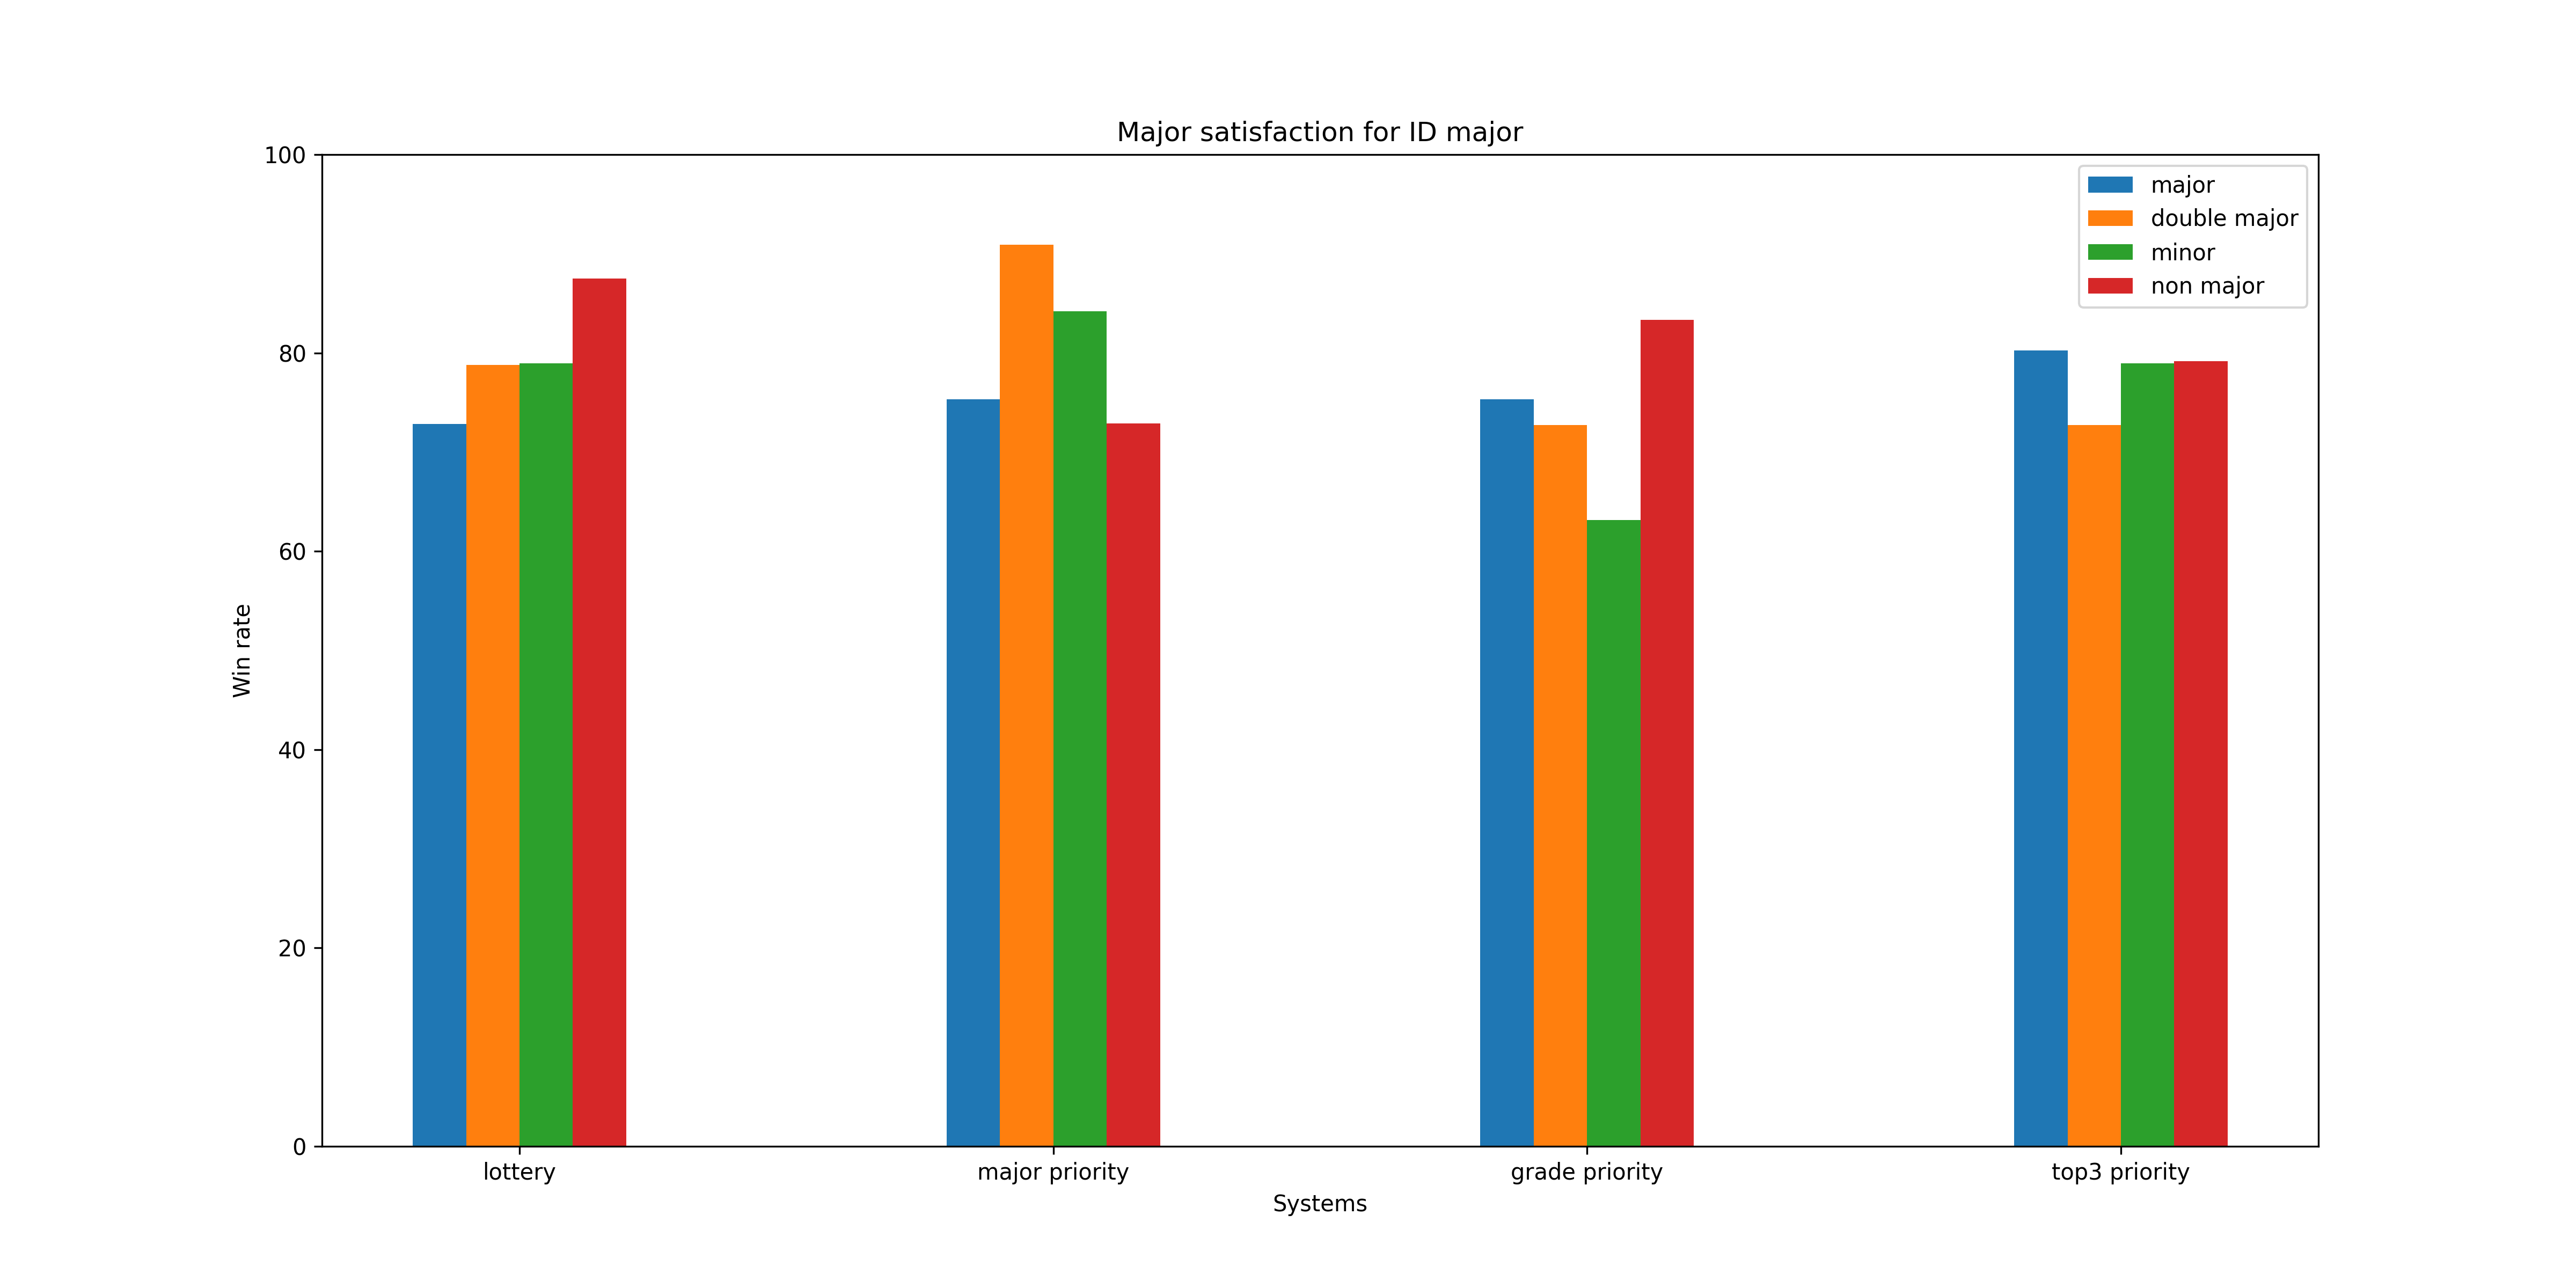 Major satisfaction for ID major
100
80
60
40
20
0
Win rate
major
double major
minor
non major
lottery
major priority
grade priority
top3 priority
Systems